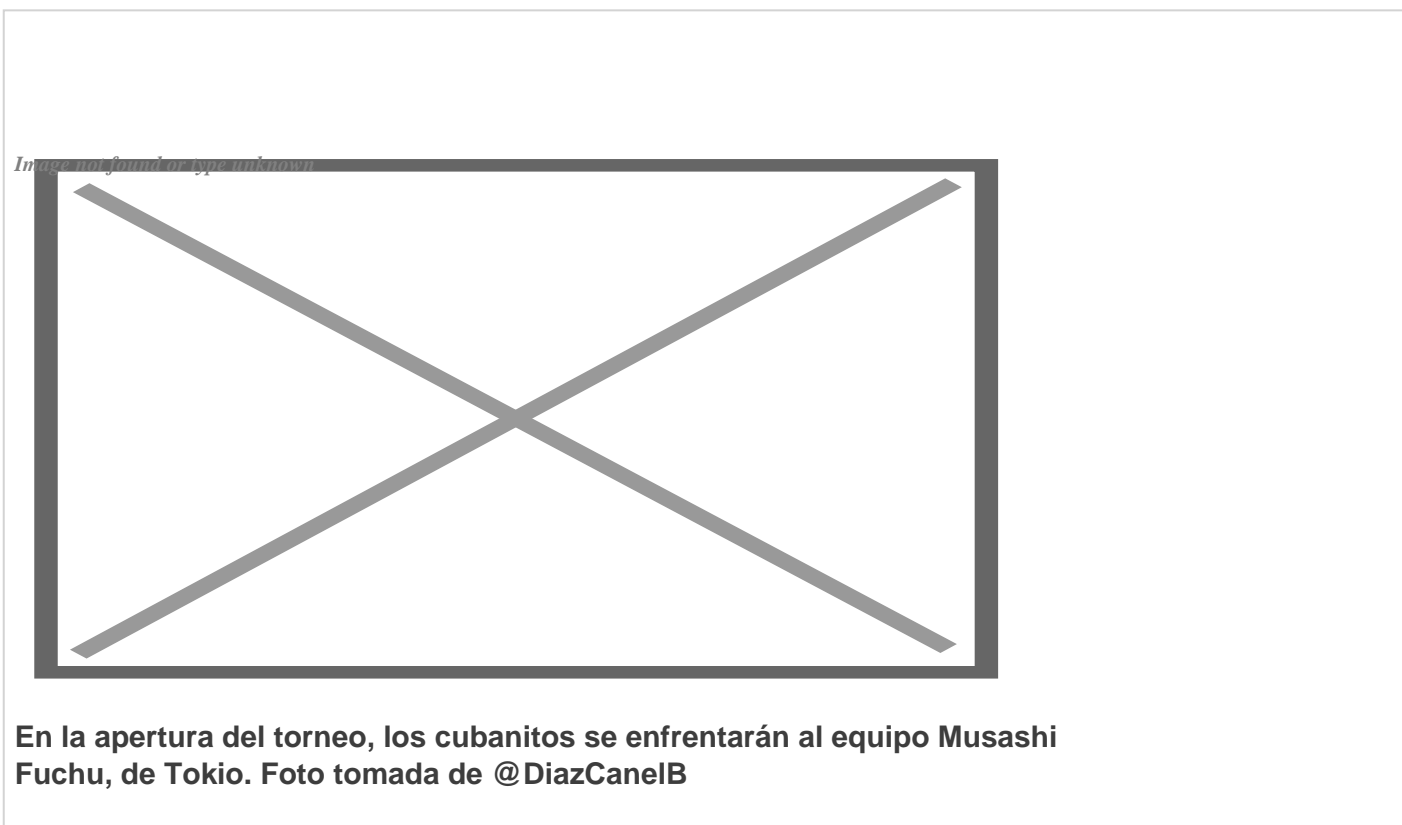 Image not found or type unknown
En la apertura del torneo, los cubanitos se enfrentarán al equipo Musashi
Fuchu, de Tokio. Foto tomada de @DiazCanelB